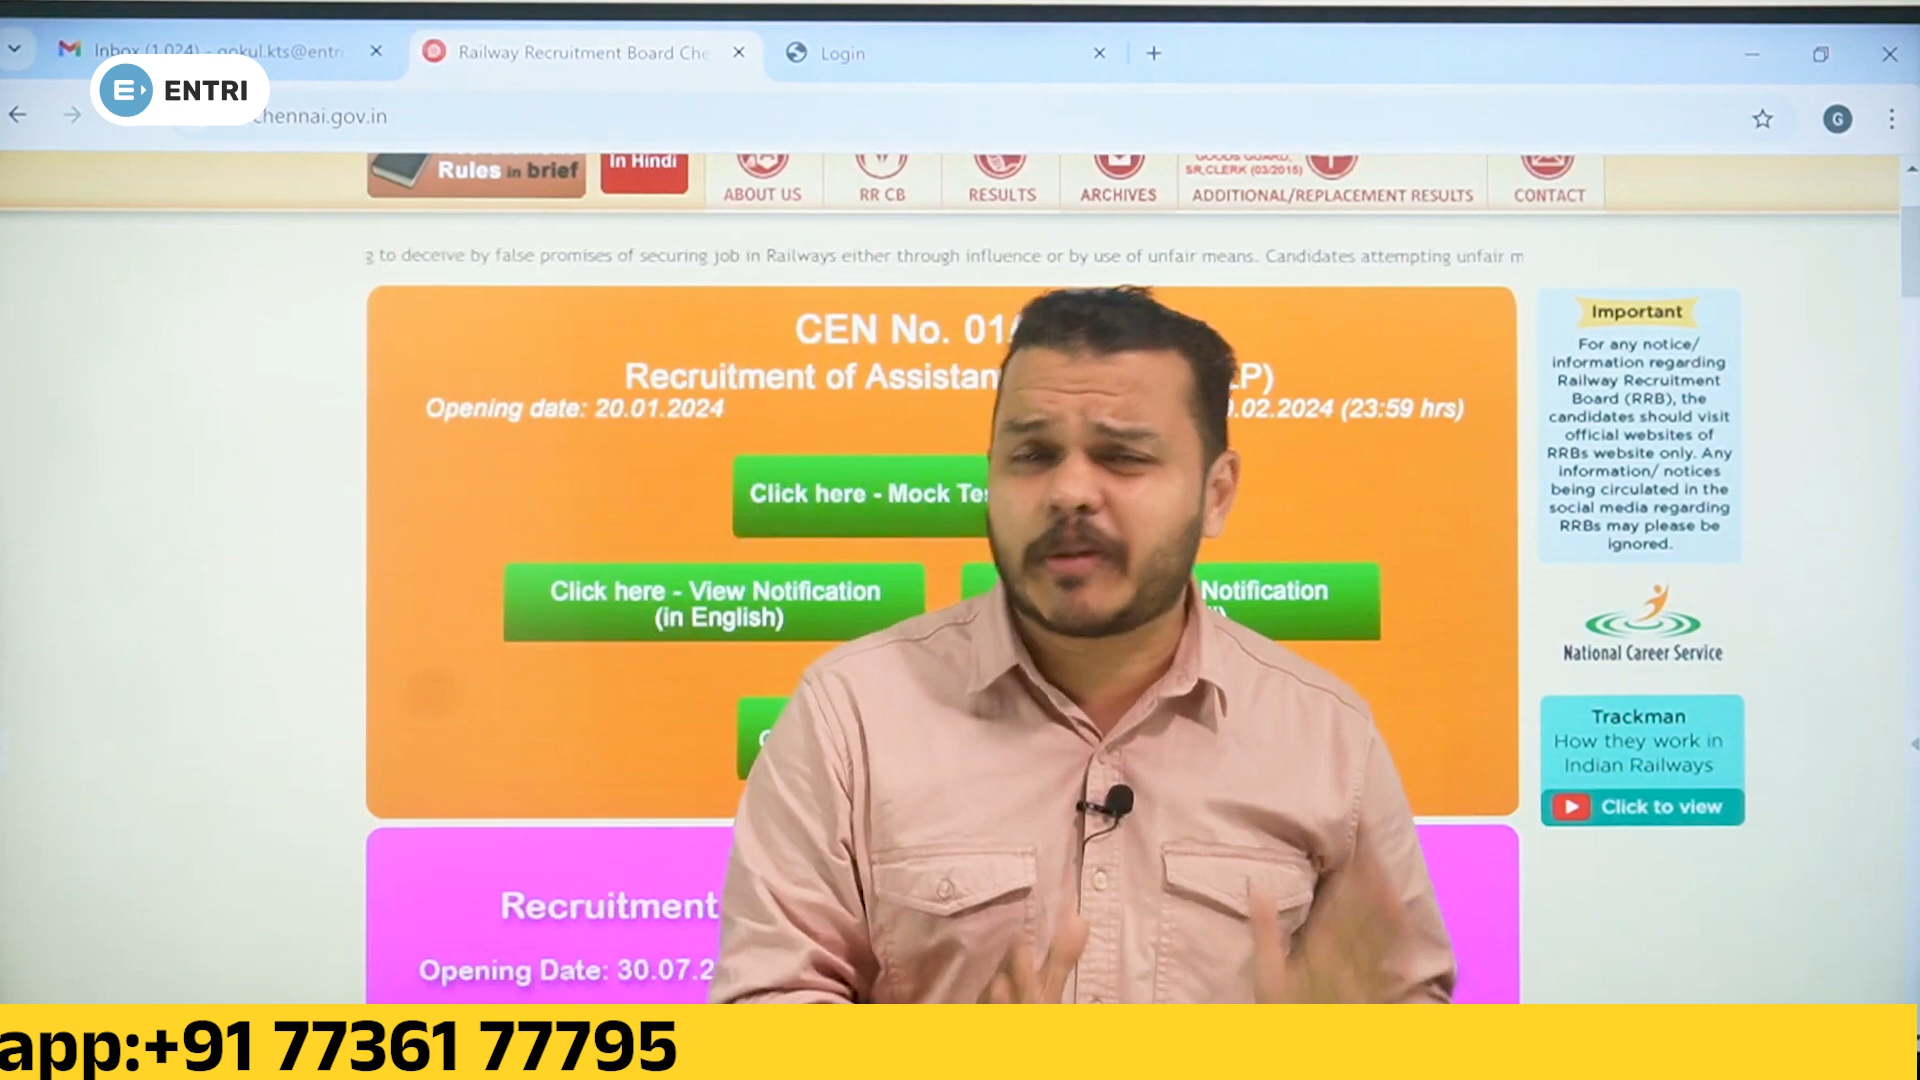 Inbox (1,024) - gokul.kts@entri
Railway Recruitment Board Che
Login
ENTRI
chennai.gov.in
G
Rules in brief
In Hindi
GOODS GUARD,
SR,CLERK (03/2015)
ABOUT US
RR CB
RESULTS
ARCHIVES
ADDITIONAL/REPLACEMENT RESULTS
CONTACT
g to deceive by false promises of securing job in Railways either through influence or by use of unfair means. Candidates attempting unfair m
CEN No. 01
Recruitment of Assistan
LP)
Opening date: 20.01.2024
.02.2024 (23:59 hrs)
Click here - Mock Te
Click here - View Notification
(in English)
Notification
Recruitment
Opening Date: 30.07.2
Important
For any notice/
information regarding
Railway Recruitment
Board (RRB), the
candidates should visit
official websites of
RRBs website only. Any
information/ notices
being circulated in the
social media regarding
RRBs may please be
ignored.
National Career Service
Trackman
How they work in
Indian Railways
Click to view
app:+91 77361 77795